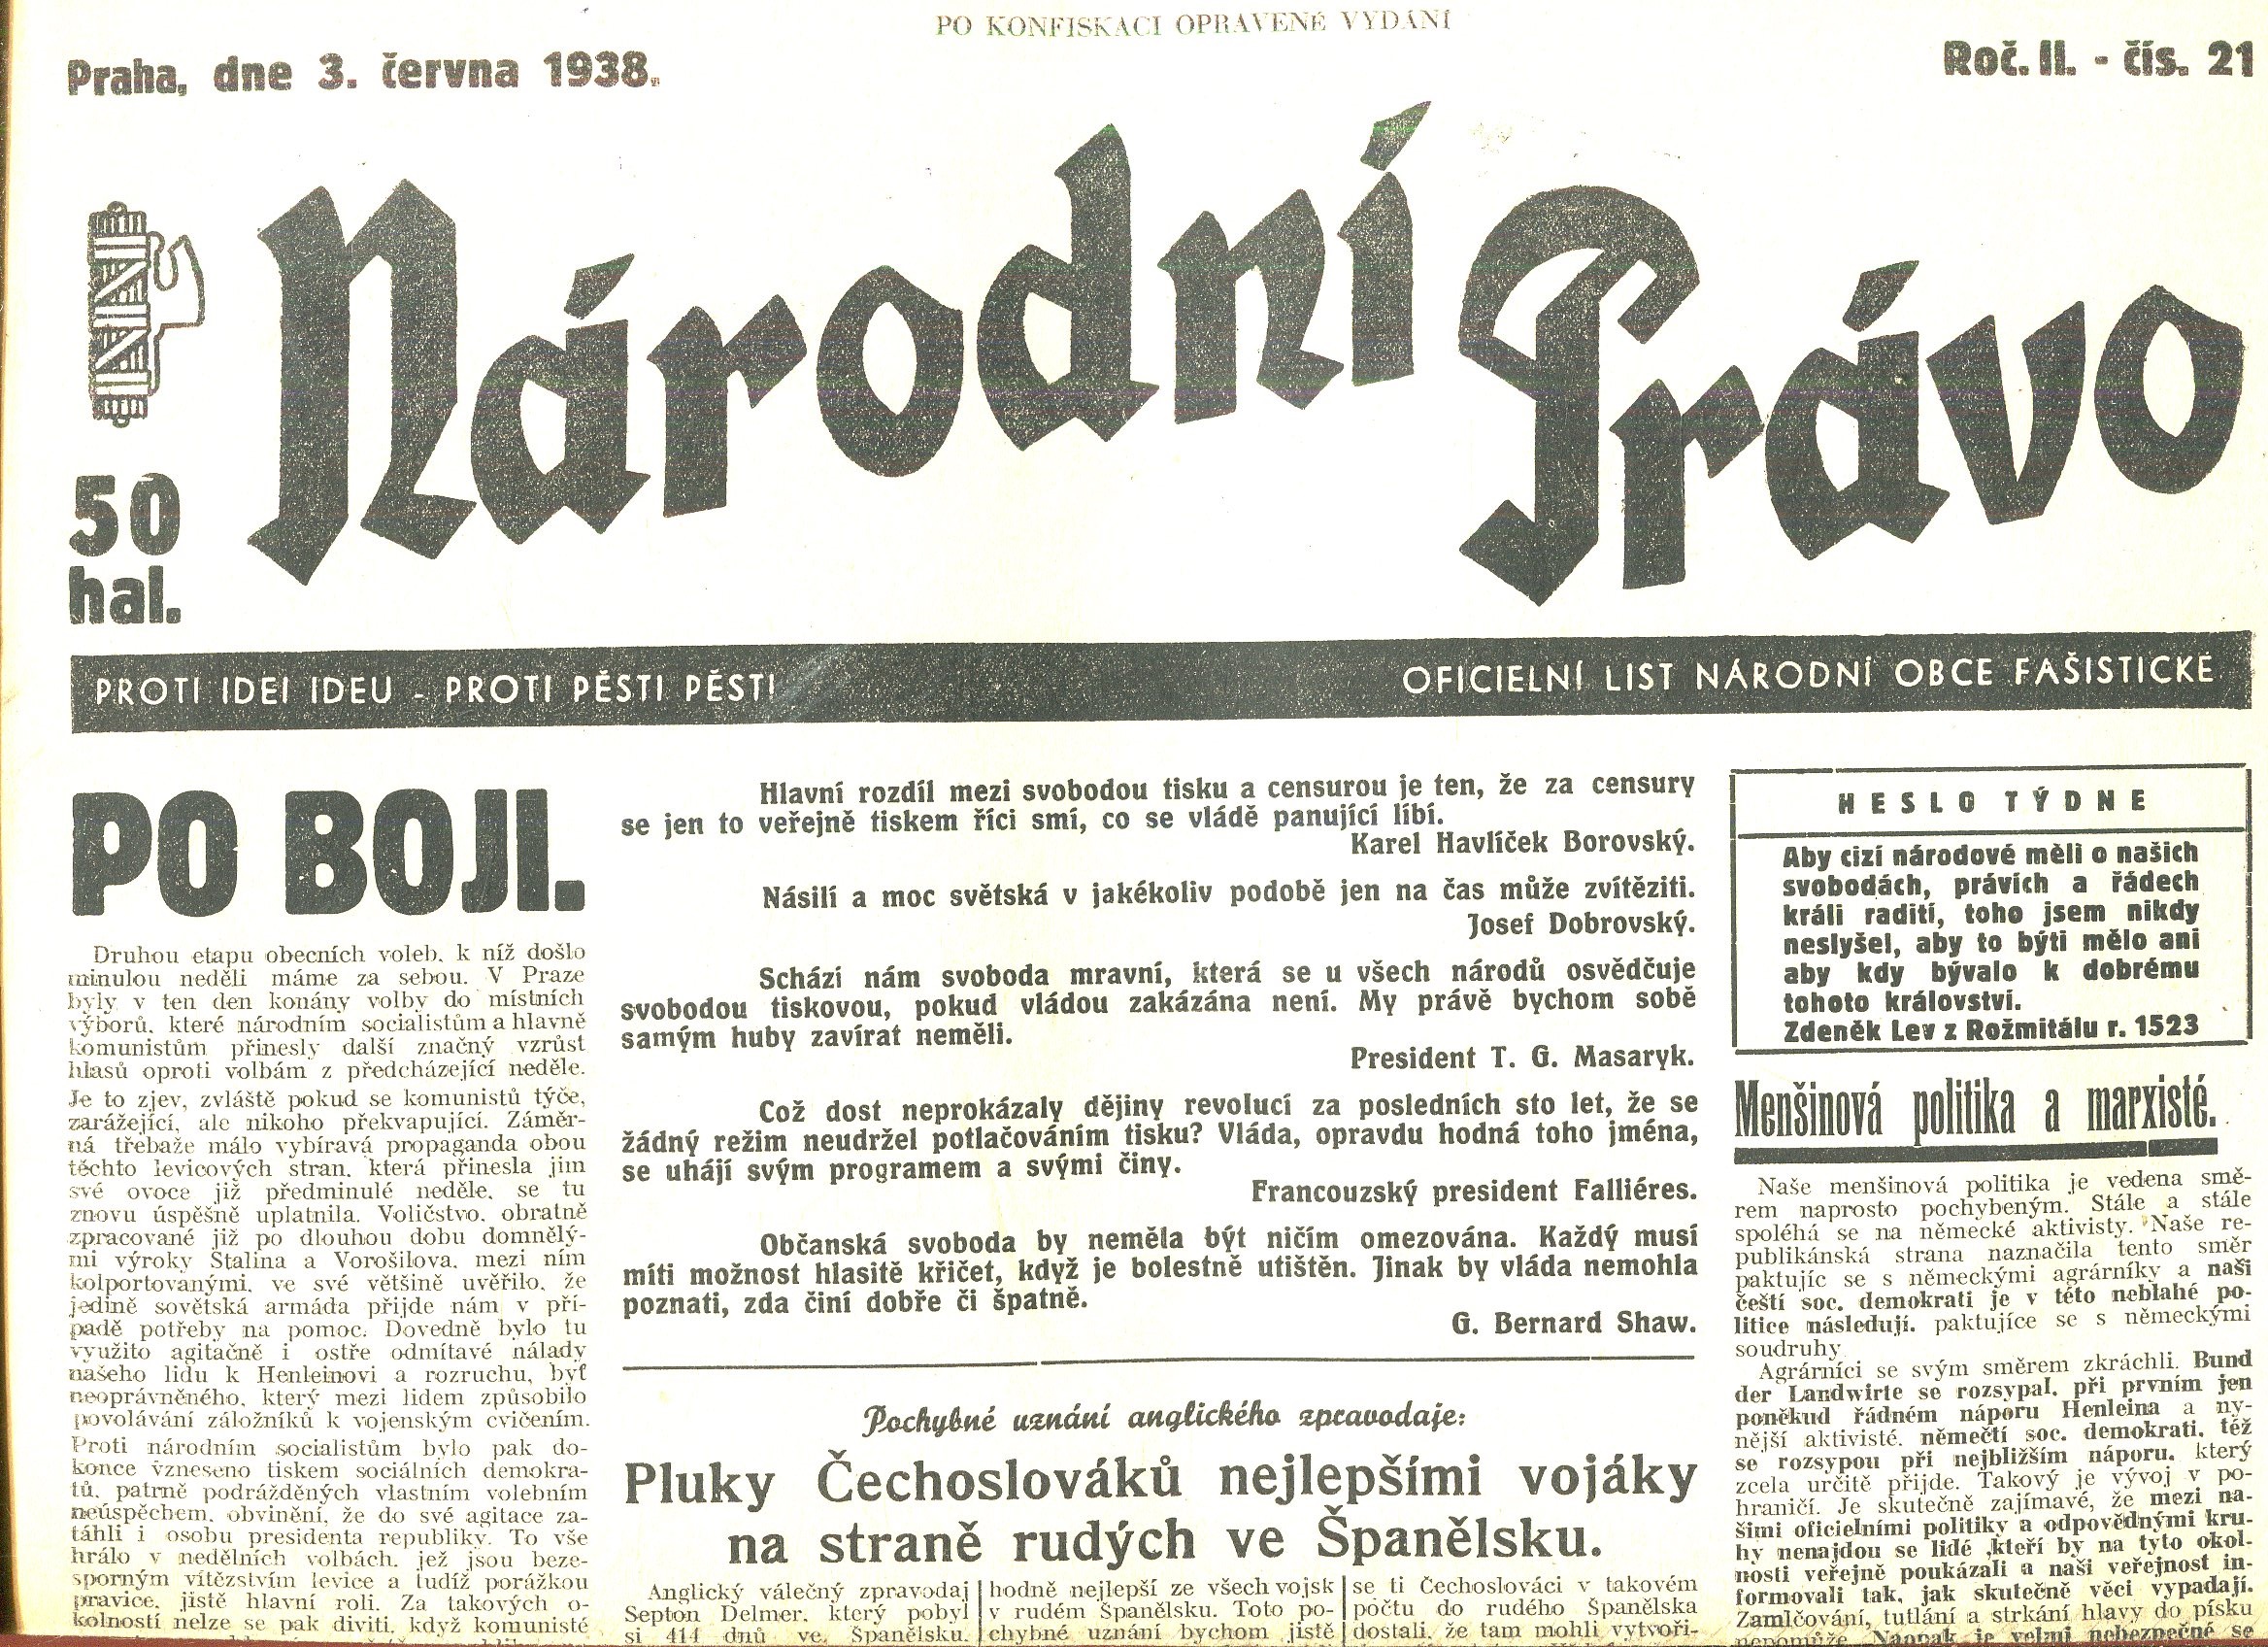 PO KONFISKACI OPRAVENÉ VYDÁNÍ
Praha, dne 3. června 1938.
Roč. II. - čís. 21
Národní Právo
50
hal.
PROTI IDEI IDEU - PROTI PĚSTI PĚST!
OFICIELNÍ LIST NÁRODNÍ OBCE FAŠISTICKÉ
PO BOJI.
Druhou etapu obecních voleb, k níž došlo
minulou neděli máme za sebou. V Praze
byly v ten den konány volby do místních
výborů, které národním socialistům a hlavně
komunistům přinesly další značný vzrůst
hlasů oproti volbám z předcházející neděle.
Je to zjev, zvláště pokud se komunistů týče,
zarážející, ale nikoho překvapující. Záměr-
ná třebaže málo vybíravá propaganda obou
těchto levicových stran, která přinesla jim
své ovoce již předminulé neděle, se tu
znovu úspěšně uplatnila. Voličstvo, obratně
zpracované již po dlouhou dobu domnělý-
mi výroky Stalina a Vorošilova, mezi ním
kolportovanými, ve své většině uvěřilo, že
jedině sovětská armáda přijde nám v pří-
padě potřeby na pomoc. Dovedně bylo tu
využito agitačně i ostře odmítavé nálady
našeho lidu k Henleinovi a rozruchu, byť
neoprávněného, který mezi lidem způsobilo
povolávání záložníků k vojenským cvičením.
Proti národním socialistům bylo pak do-
konce vzneseno tiskem sociálních demokra-
tů, patrně podrážděných vlastním volebním
neúspěchem, obvinění, že do své agitace za-
táhli i osobu presidenta republiky. To vše
hrálo v nedělních volbách, jež jsou beze-
sporným vítězstvím levice a tudíž porážkou
pravice, jistě hlavní roli. Za takových o-
kolností nelze se pak diviti, když komunisté
Hlavní rozdíl mezi svobodou tisku a censurou je ten, že za censury
se jen to veřejně tiskem říci smí, co se vládě panující líbí.
Karel Havlíček Borovský.
Násilí a moc světská v jakékoliv podobě jen na čas může zvítěziti.
Josef Dobrovský.
Schází nám svoboda mravní, která se u všech národů osvědčuje
svobodou tiskovou, pokud vládou zakázána není. My právě bychom sobě
samým huby zavírat neměli.
President T. G. Masaryk.
Což dost neprokázaly dějiny revolucí za posledních sto let, že se
žádný režim neudržel potlačováním tisku? Vláda, opravdu hodná toho jména,
se uhájí svým programem a svými činy.
Francouzský president Falliéres.
Občanská svoboda by neměla být ničím omezována. Každý musí
míti možnost hlasitě křičet, když je bolestně utištěn. Jinak by vláda nemohla
poznati, zda činí dobře či špatně.
G. Bernard Shaw.
Pochybné uznání anglického zpravodaje:
Pluky Čechoslováků nejlepšími vojáky
na straně rudých ve Španělsku.
Anglický válečný zpravodaj
Septon Delmer, který pobyl
si 414 dnů ve Španělsku,
hodně nejlepší ze všech vojsk
v rudém Španělsku. Toto po-
chybné uznání bychom jistě
se ti Čechoslováci v takovém
počtu do rudého Španělska
dostali, že tam mohli vytvoři-
HESLO TÝDNE
Aby cizí národové měli o našich
svobodách, právích a řádech
králi radití, toho jsem nikdy
neslyšel, aby to býti mělo ani
aby kdy bývalo k dobrému
tohoto království.
Zdeněk Lev z Rožmitálu r. 1523
Menšinová politika a marxisté.
Naše menšinová politika je vedena smě-
rem naprosto pochybeným. Stále a stále
spoléhá se na německé aktivisty. Naše re-
publikánská strana naznačila tento směr
paktujíc se s německými agrárníky a naši
čeští soc. demokrati je v této neblahé po-
litice následují, paktujíce se s německými
soudruhy
Agrárníci se svým směrem zkráchli. Bund
der Landwirte se rozsypal, při prvním jen
poněkud řádném náporu Henleina a ny-
nější aktivisté, němečtí soc. demokrati, též
se rozsypou při nejbližším náporu, který
zcela určitě přijde. Takový je vývoj v po-
hraničí. Je skutečně zajímavé, že mezi na-
šimi oficielními politiky a odpovědnými kru-
hy nenajdou se lidé ,kteří by na tyto okol-
nosti veřejně poukázali a naši veřejnost in-
formovali tak, jak skutečně věci vypadají.
Zamlčování, tutlání a strkání hlavy do písku
nepomůže. Naopak je velmi nebezpečné se